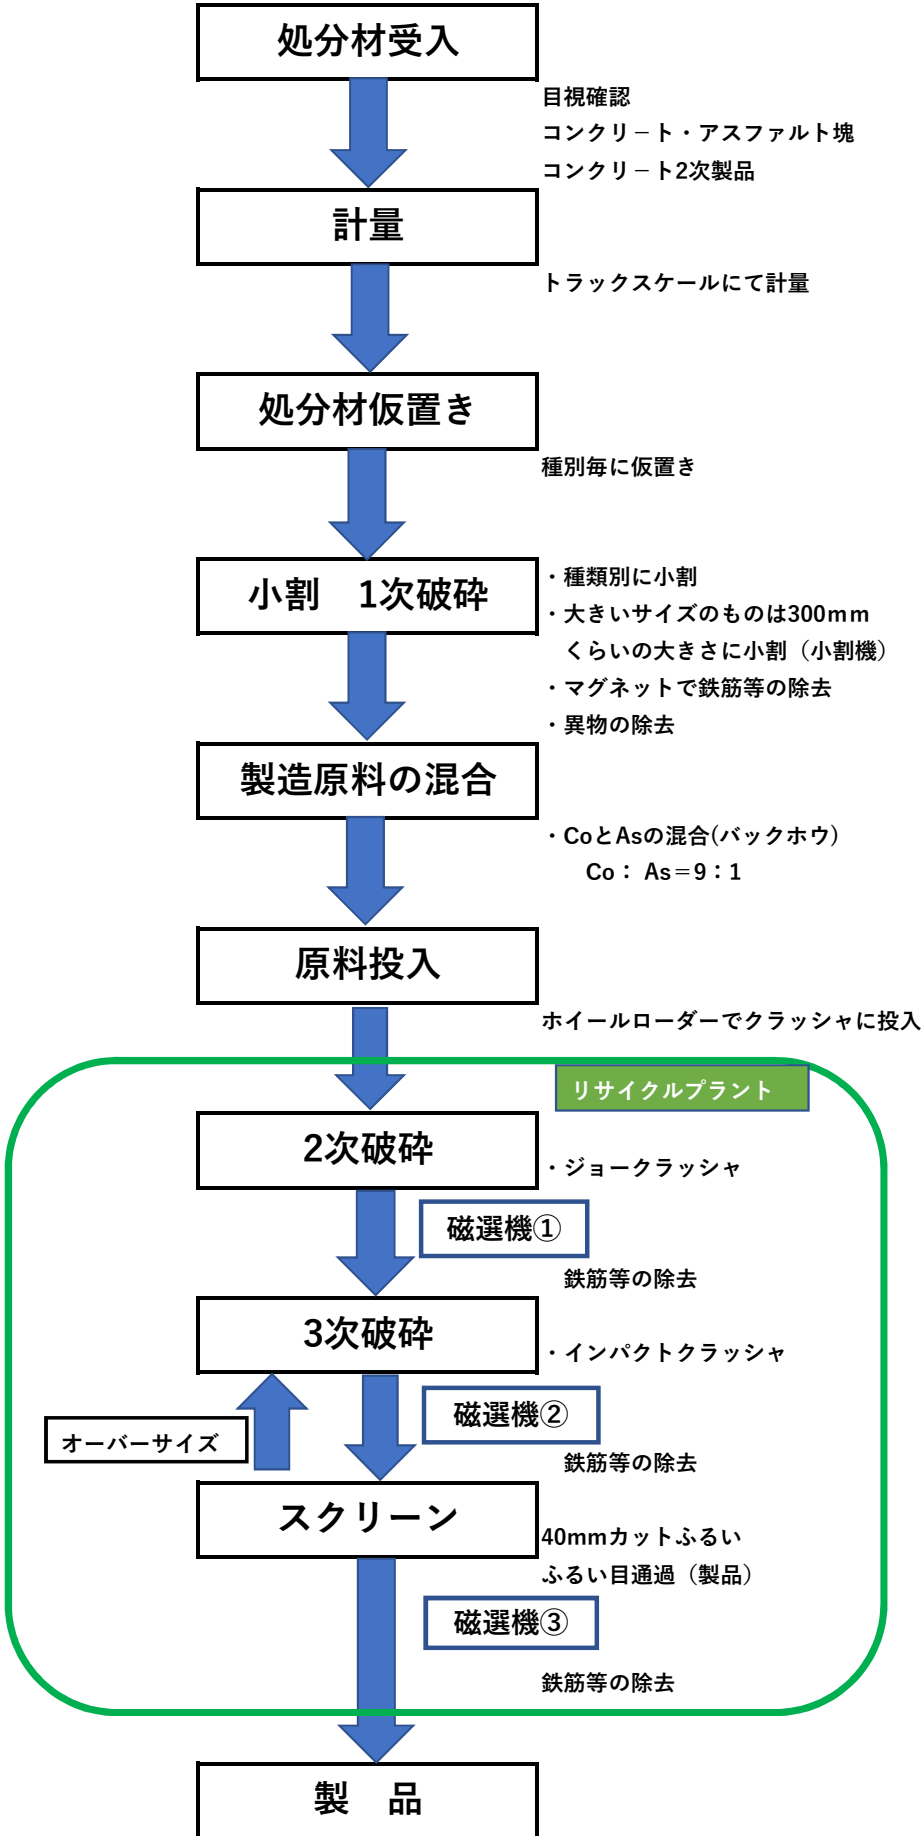 処分材受入
目視確認
コンクリ－ト・アスファルト塊
コンクリ－ト2次製品
計量
トラックスケールにて計量
処分材仮置き
種別毎に仮置き
小割　1次破砕
・種類別に小割
・大きいサイズのものは300mm
くらいの大きさに小割（小割機）
・マグネットで鉄筋等の除去
・異物の除去
製造原料の混合
・CoとAsの混合(バックホウ)
Co： As＝9：1
原料投入
ホイールローダーでクラッシャに投入
リサイクルプラント
2次破砕
・ジョークラッシャ
磁選機①
鉄筋等の除去
3次破砕
・インパクトクラッシャ
磁選機②
オーバーサイズ
鉄筋等の除去
スクリーン
40mmカットふるい
ふるい目通過（製品）
磁選機③
鉄筋等の除去
製　品